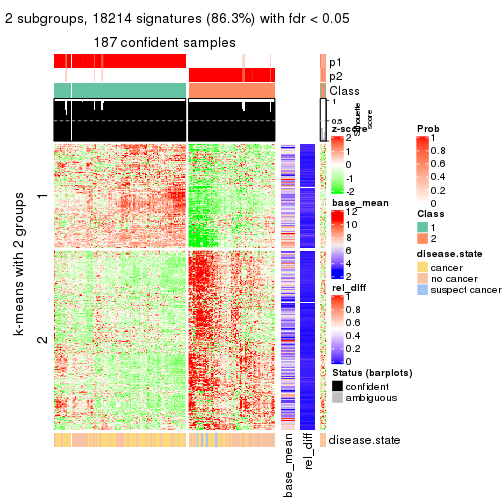 2 subgroups, 18214 signatures (86.3%) with fdr < 0.05
187 confident samples
p1
p2
Class
1
0.5
Silhouette
score
k-means with 2 groups
1
2
z-score
2
1
0
-1
-2
base_mean
12
10
8
6
4
2
rel_diff
1
0.8
0.6
0.4
0.2
0
Status (barplots)
confident
ambiguous
Prob
1
0.8
0.6
0.4
0.2
0
Class
1
2
disease.state
cancer
no cancer
suspect cancer
disease.state
base_mean
rel_diff